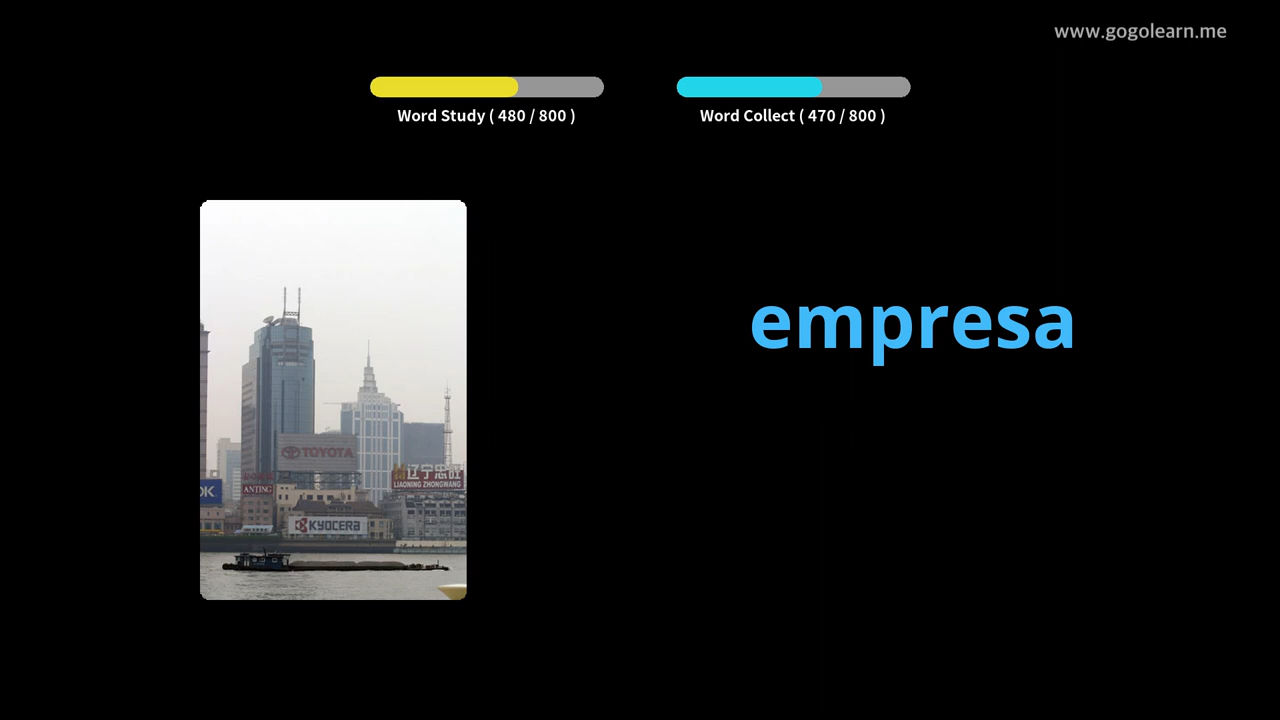 www.gogolearn.me
Word Study ( 480 / 800 )
Word Collect ( 470 / 800 )
empresa
TOYOTA
辽宁忠旺
LIAONING ZHONGWANG
OK
ANTING
KYOCERA